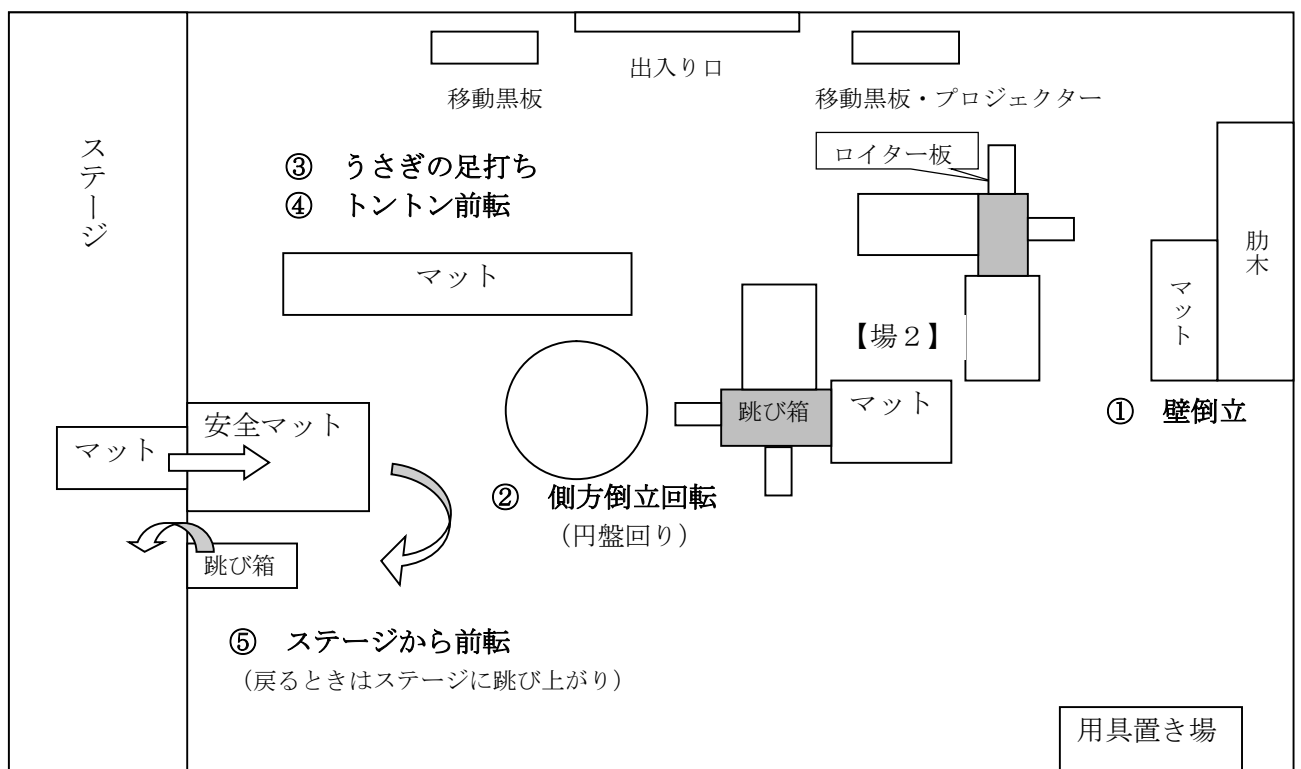 出入り口
移動黒板
移動黒板・プロジェクター
ステージ
③ うさぎの足打ち
④ トントン前転
ロイター板
肋木
マット
マット
【場２】
跳び箱
マット
① 壁倒立
安全マット
マット
② 側方倒立回転
（円盤回り）
跳び箱
⑤ ステージから前転
（戻るときはステージに跳び上がり）
用具置き場